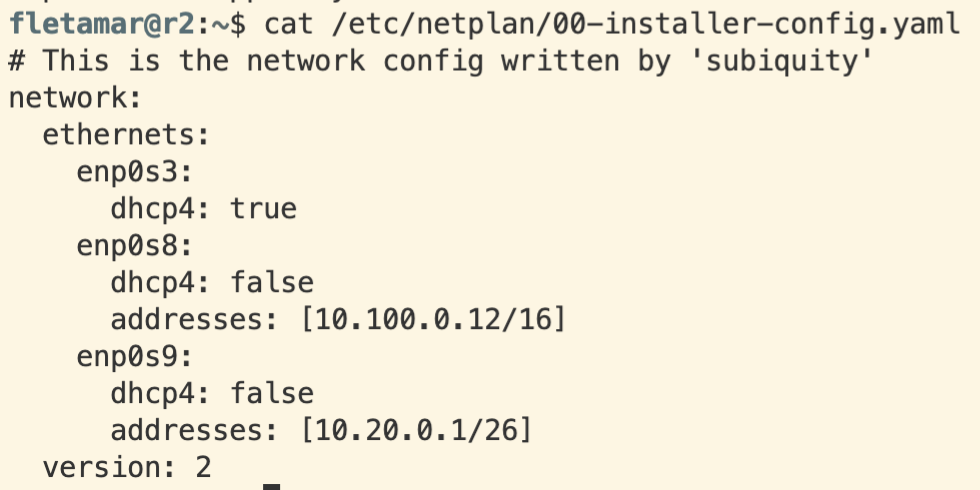 fletamar@r2:~$ cat /etc/netplan/00-installer-config.yaml
# This is the network config written by 'subiquity'
network:
  ethernets:
    enp0s3:
      dhcp4: true
    enp0s8:
      dhcp4: false
      addresses: [10.100.0.12/16]
    enp0s9:
      dhcp4: false
      addresses: [10.20.0.1/26]
  version: 2